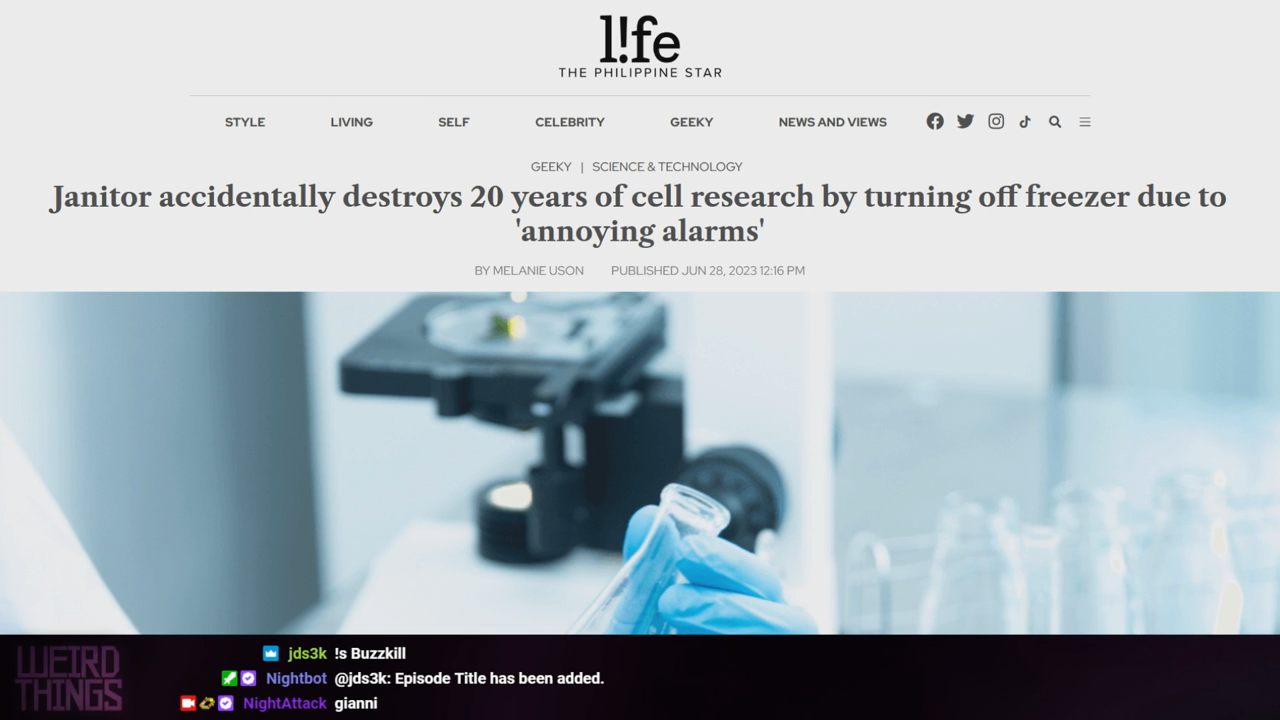 l!fe
THE PHILIPPINE STAR
STYLE LIVING SELF CELEBRITY GEEKY NEWS AND VIEWS
GEEKY | SCIENCE & TECHNOLOGY
Janitor accidentally destroys 20 years of cell research by turning off freezer due to
'annoying alarms'
BY MELANIE USON PUBLISHED JUN 28, 2023 12:16 PM
WEIRD
THINGS
jds3k !s Buzzkill
Nightbot @jds3k: Episode Title has been added.
NightAttack gianni